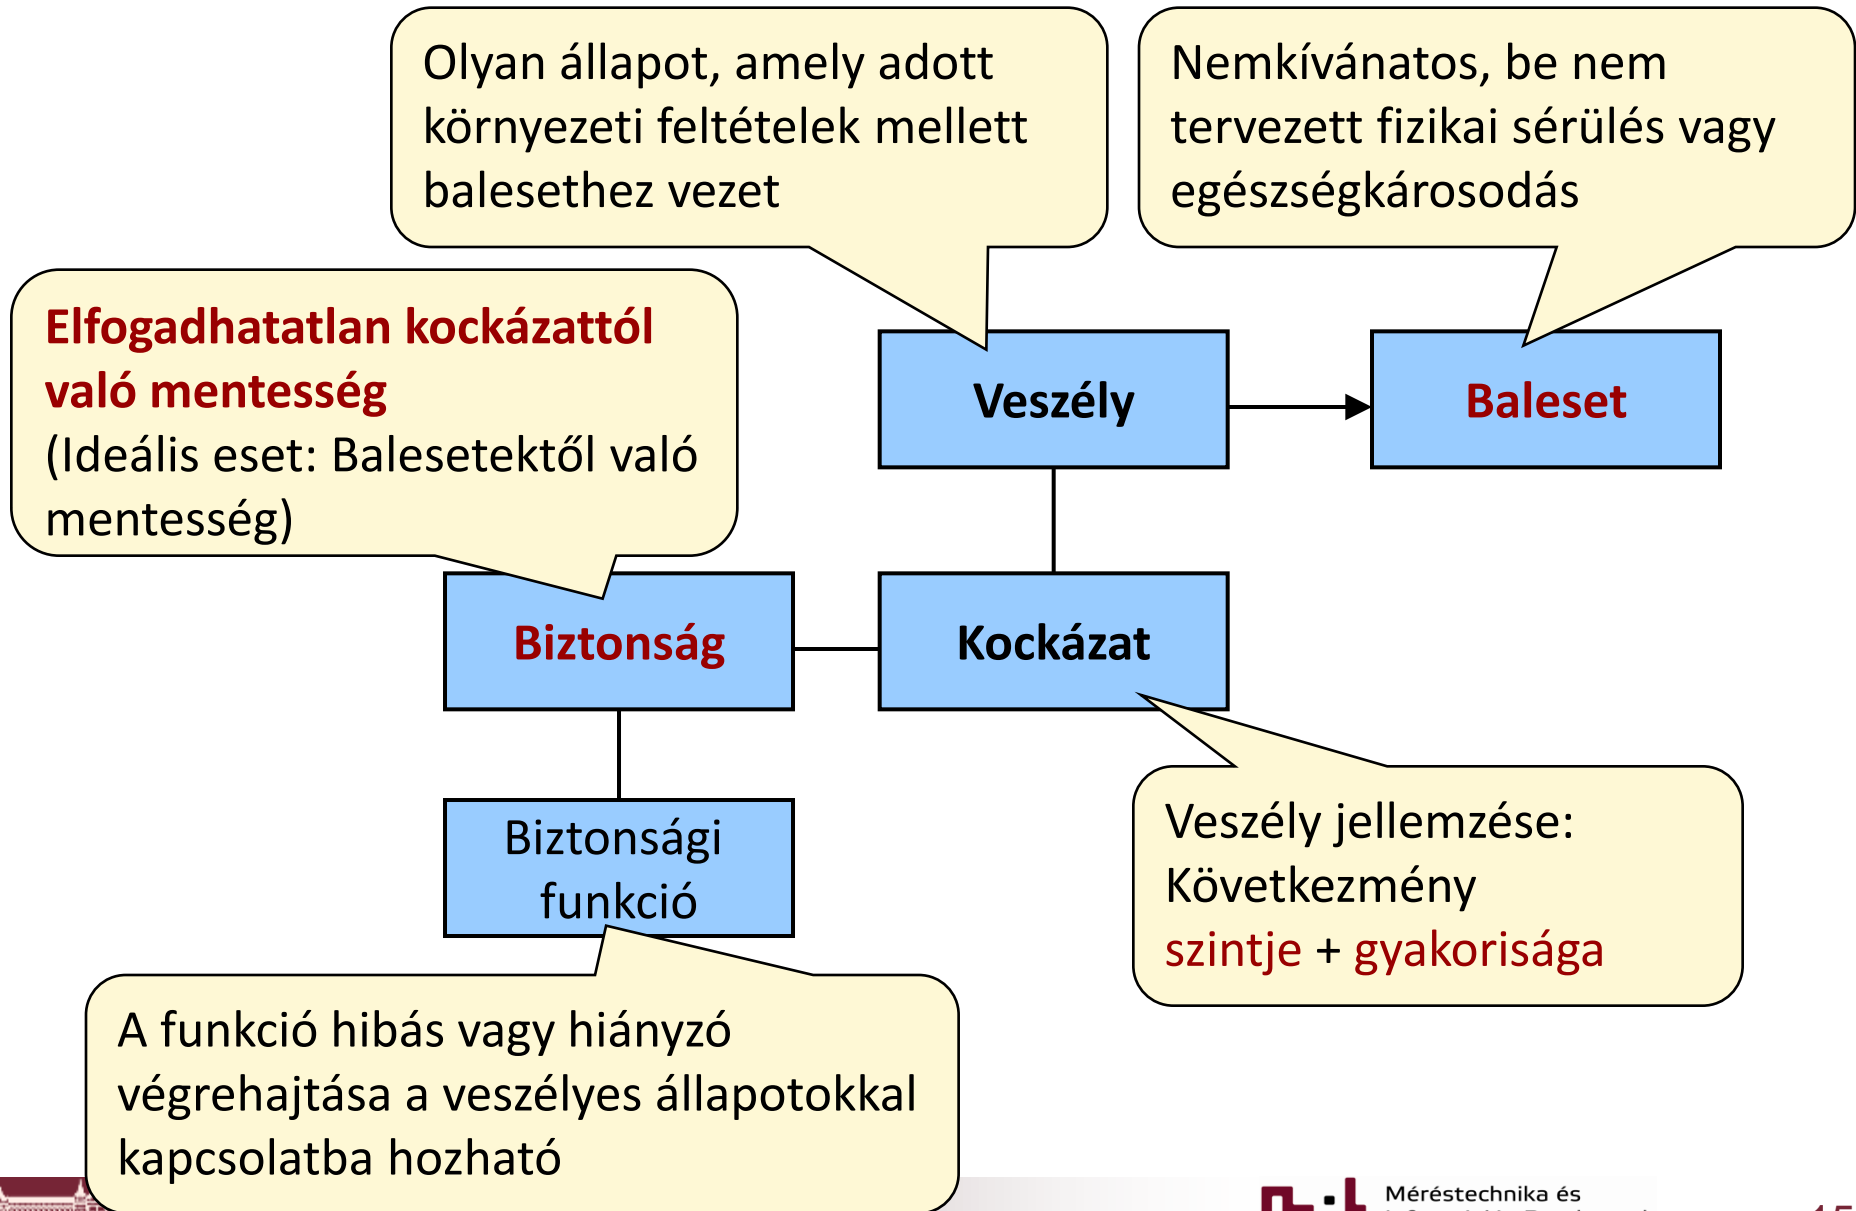 Olyan állapot, amely adott
környezeti feltételek mellett
balesethez vezet
Nemkívánatos, be nem
tervezett fizikai sérülés vagy
egészségkárosodás
Elfogadhatatlan kockázattól
való mentesség
(Ideális eset: Balesetektől való
mentesség)
Veszély
Baleset
Biztonság
Kockázat
Biztonsági
funkció
Veszély jellemzése:
Következmény
szintje + gyakorisága
A funkció hibás vagy hiányzó
végrehajtása a veszélyes állapotokkal
kapcsolatba hozható
Méréstechnika és